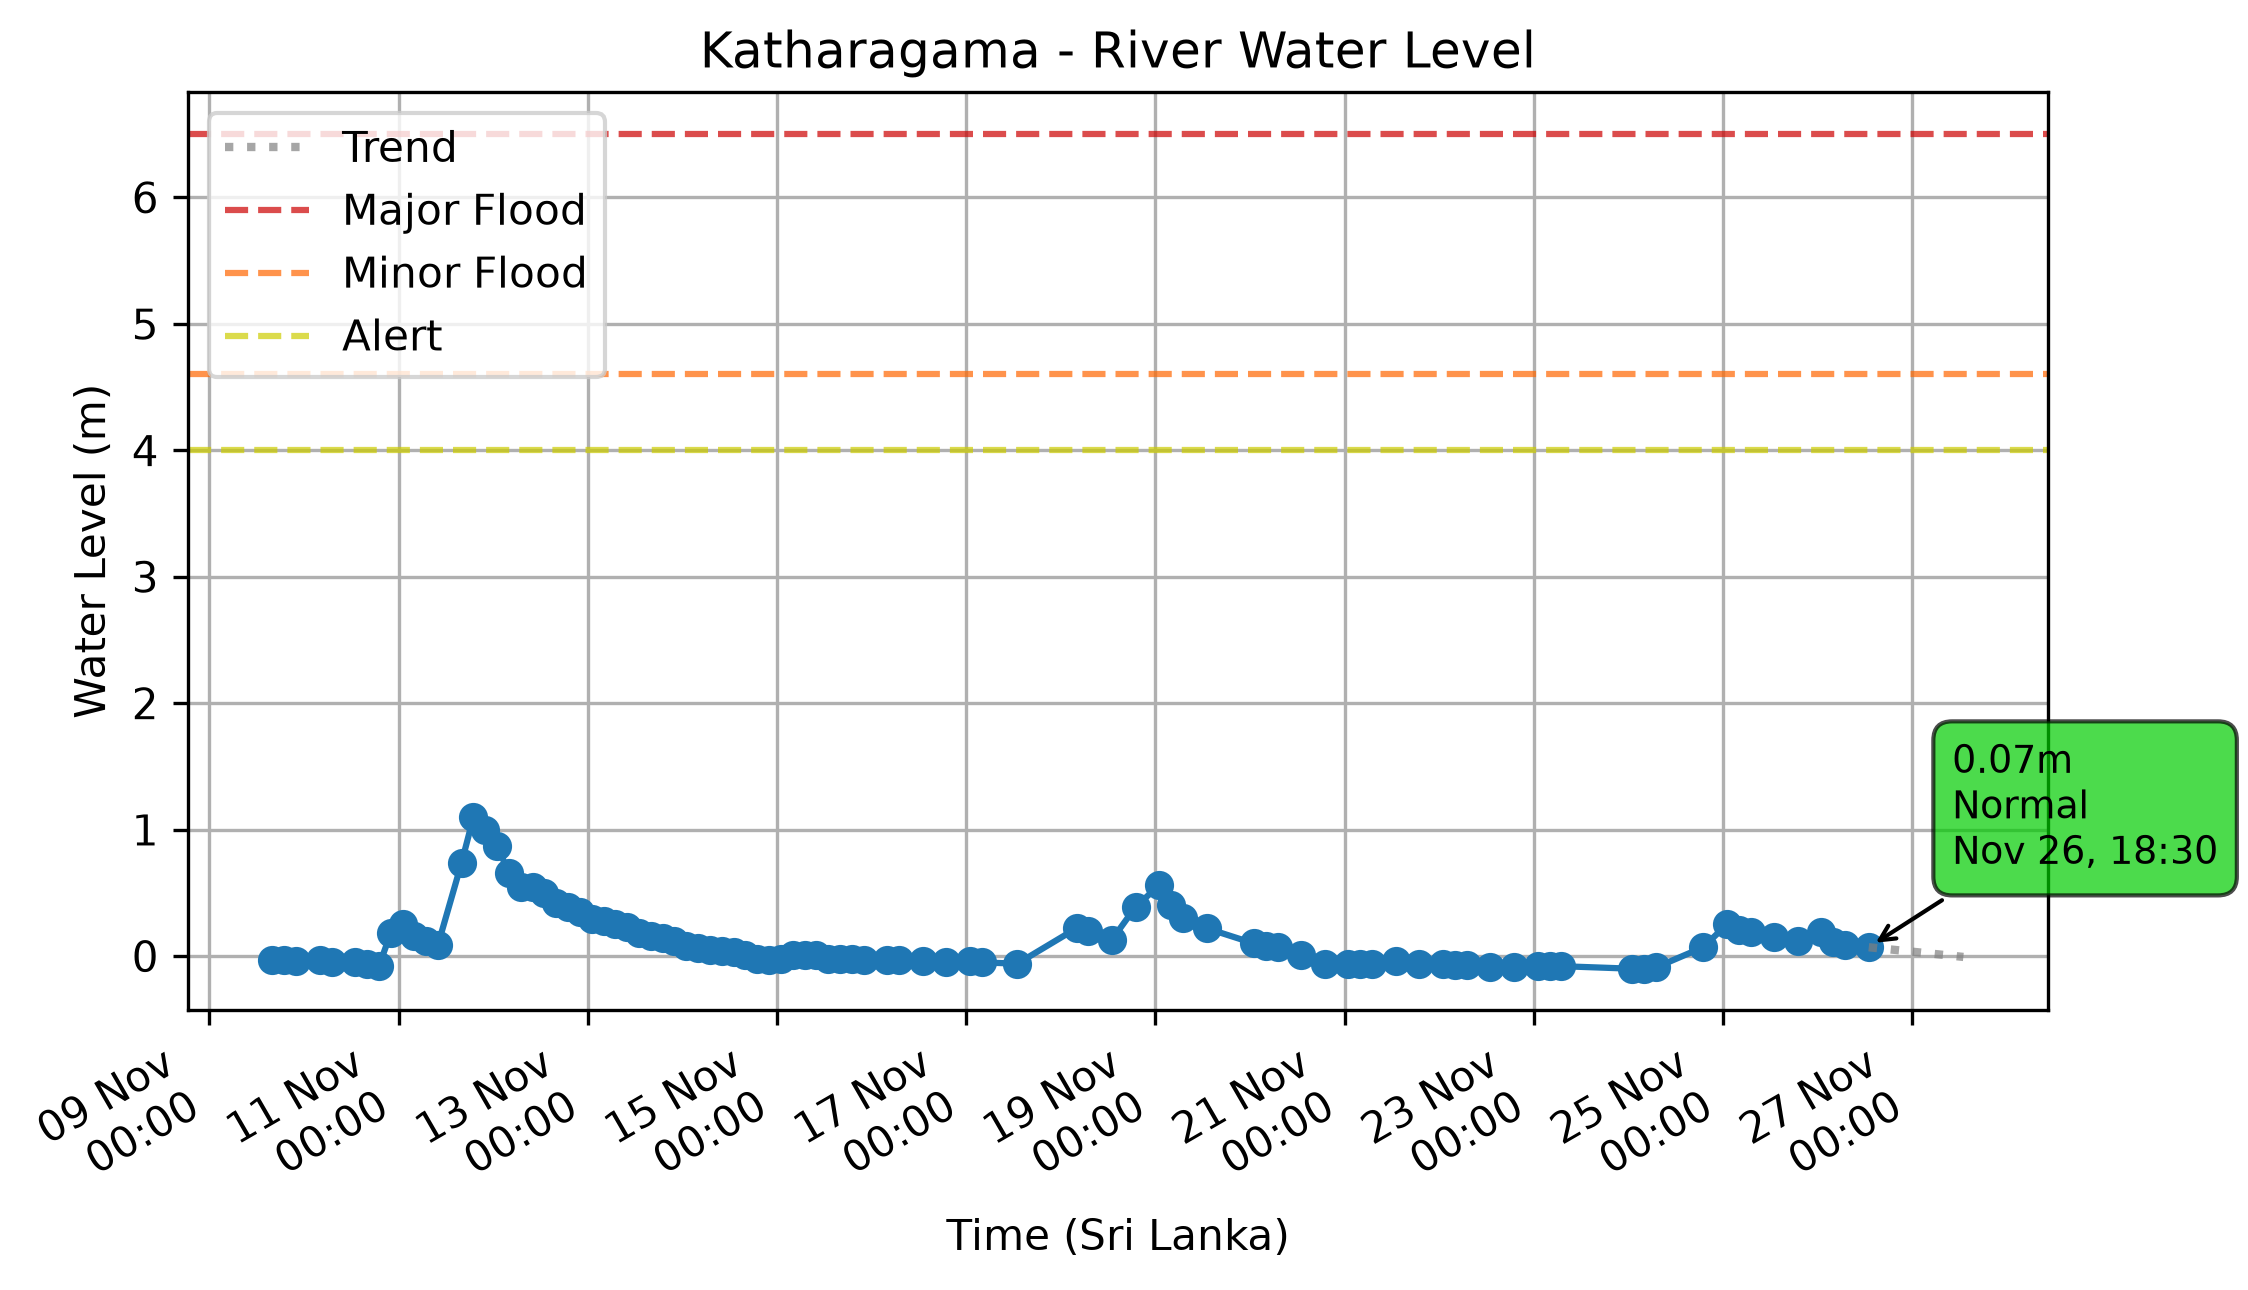 Katharagama - River Water Level
Trend
Major Flood
Minor Flood
Alert
6
5
4
3
2
1
0
Water Level (m)
0.07m
Normal
Nov 26, 18:30
09 Nov
00:00
11 Nov
00:00
13 Nov
00:00
15 Nov
00:00
17 Nov
00:00
19 Nov
00:00
21 Nov
00:00
23 Nov
00:00
25 Nov
00:00
27 Nov
00:00
Time (Sri Lanka)